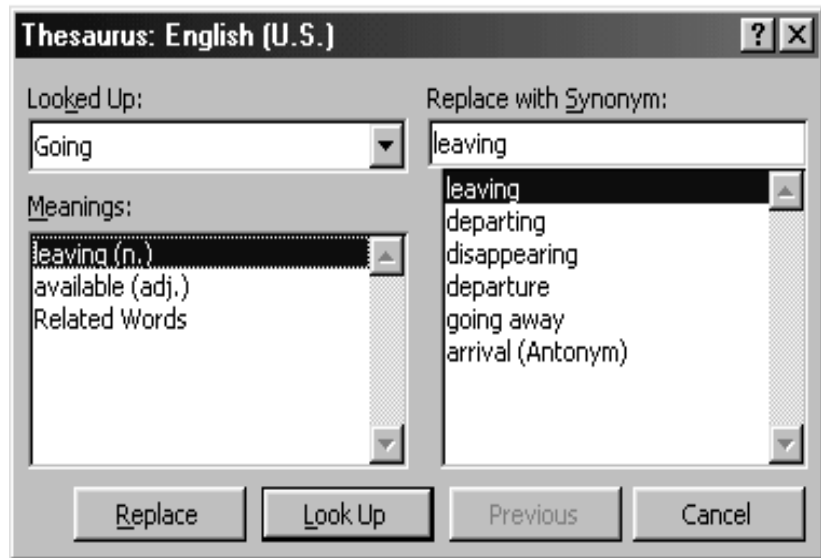 Thesaurus: English (U.S.)
Looked Up:
Going
Meanings:
leaving (n.)
available (adj.)
Related Words
Replace with Synonym:
leaving
leaving
departing
disappearing
departure
going away
arrival (Antonym)
Replace
Look Up
Previous
Cancel